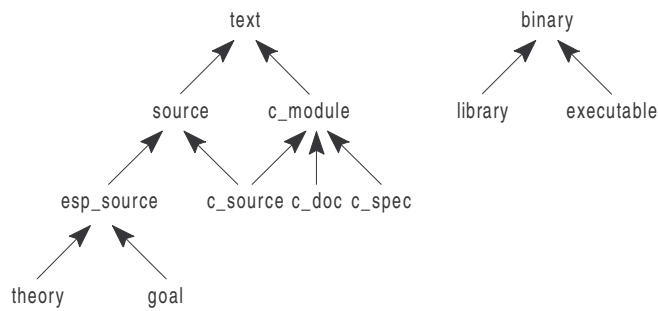 text binary
source c_module library executable
esp_source c_source c_doc c_spec
theory goal